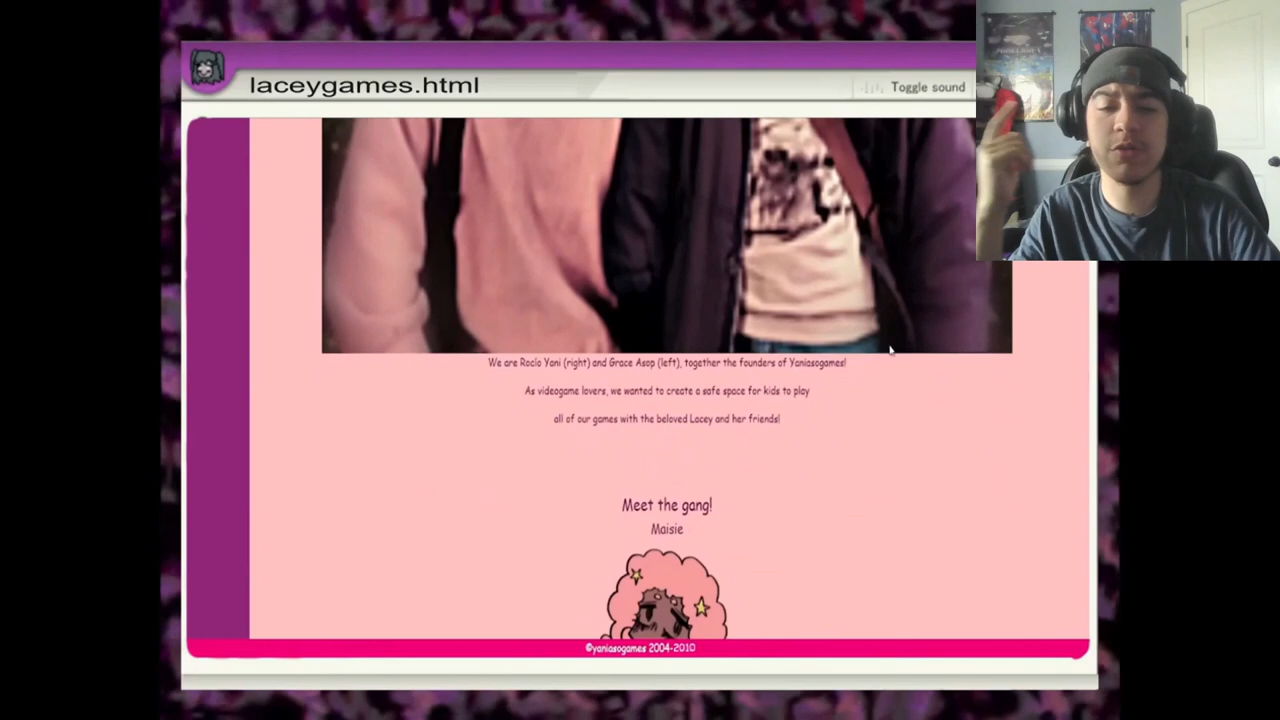 laceygames.html
Toggle sound
We are Rocío Yani (right) and Grace Asop (left), together the founders of Yaniasogames!
As videogame lovers, we wanted to create a safe space for kids to play
all of our games with the beloved Lacey and her friends!
Meet the gang!
Maisie
©yaniasogames 2004-2010
MINECRAFT